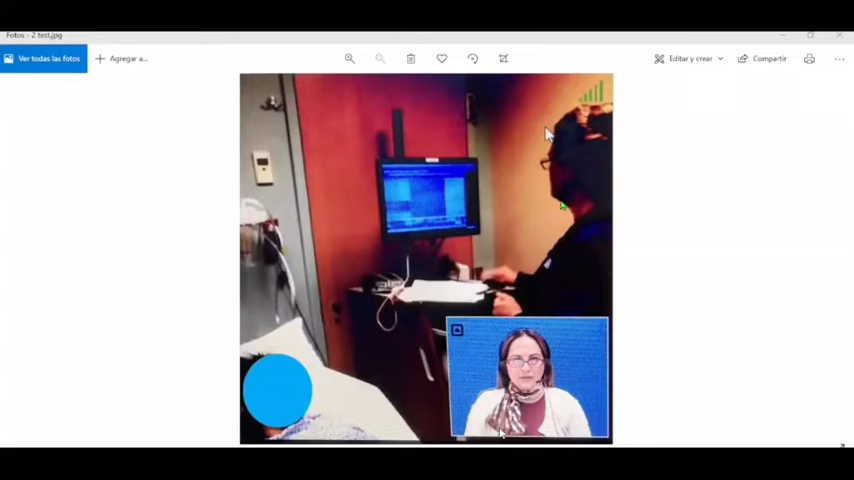 Fotos - 2 test.jpg
Ver todas las fotos
Agregar a...
Editar y crear
Compartir